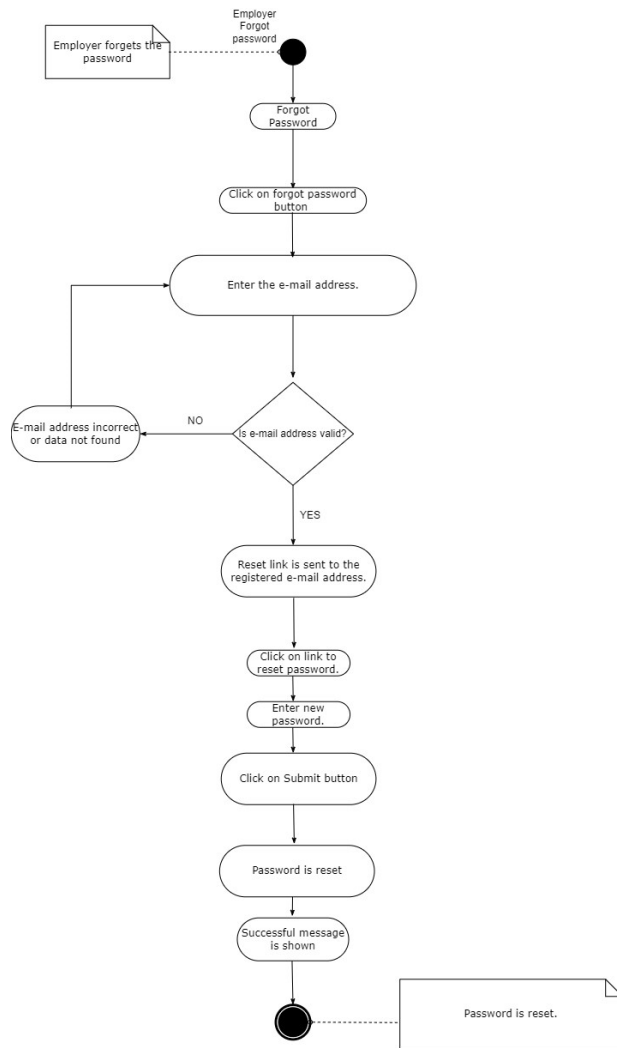 Employer
Forgot
password
Employer forgets the
password
Forgot
Password
Click on forgot password
button
Enter the e-mail address.
E-mail address incorrect
or data not found
NO
Is e-mail address valid?
YES
Reset link is sent to the
registered e-mail address.
Click on link to
reset password.
Enter new
password.
Click on Submit button
Password is reset
Successful message
is shown
Password is reset.